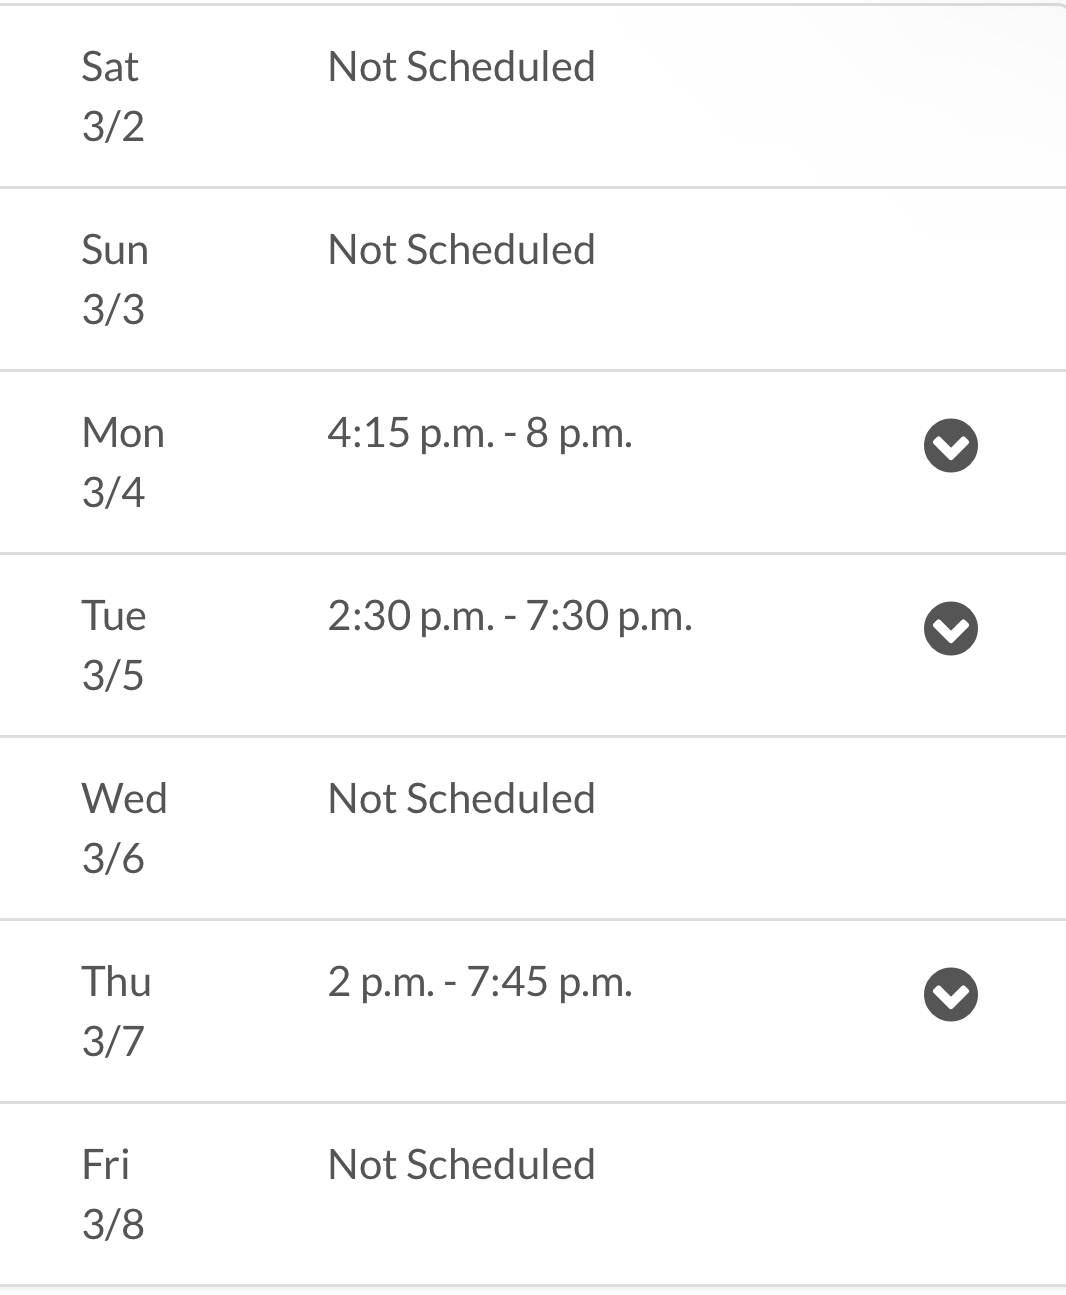 Sat Not Scheduled
3/2
Sun Not Scheduled
3/3
Mon 4:15 p.m. - 8 p.m.
3/4
Tue 2:30 p.m. - 7:30 p.m.
3/5
Wed Not Scheduled
3/6
Thu 2 p.m. - 7:45 p.m.
3/7
Fri Not Scheduled
3/8